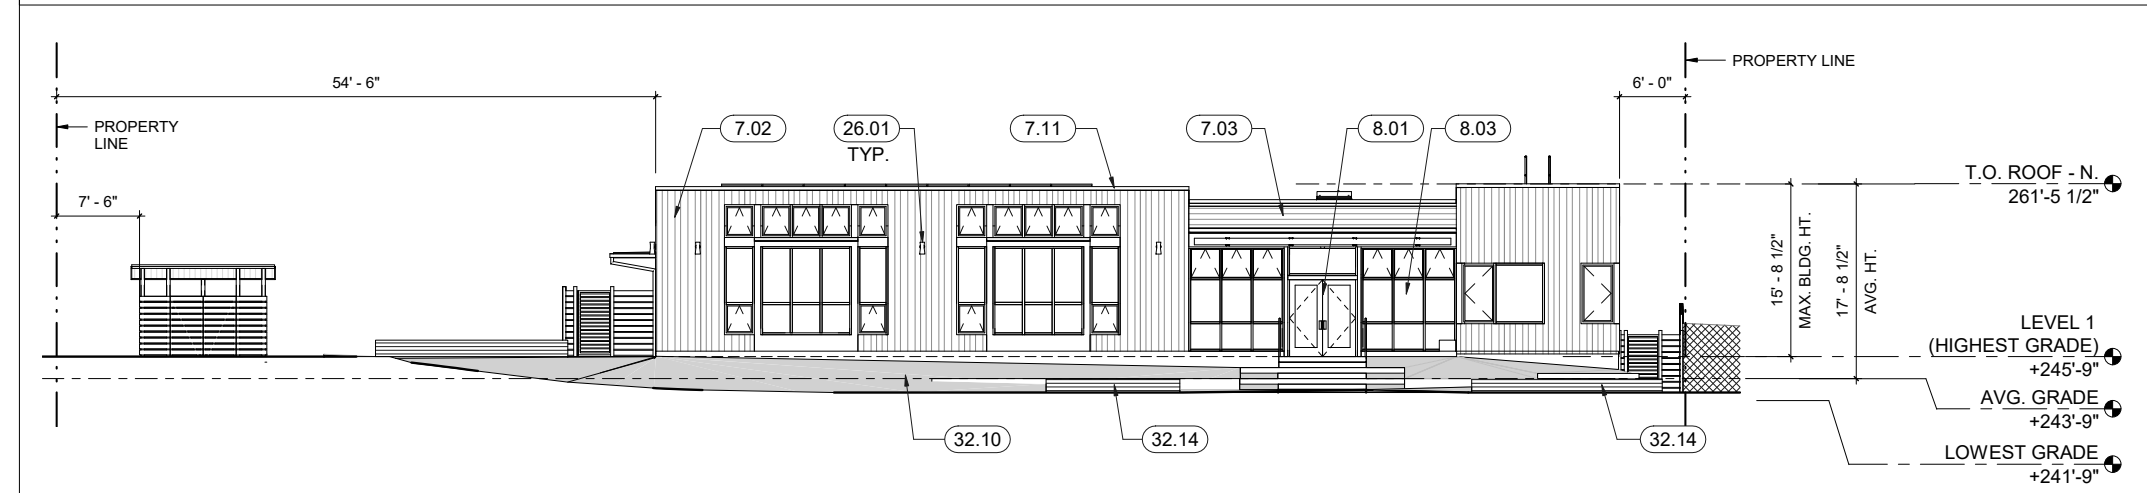 54' - 6"
PROPERTY
LINE
7' - 6"
7.02
26.01
TYP.
7.11
7.03
8.01
8.03
6' - 0"
PROPERTY LINE
T.O. ROOF - N.
261'-5 1/2"
15' - 8 1/2"
MAX. BLDG. HT.
17' - 8 1/2"
AVG. HT.
LEVEL 1
(HIGHEST GRADE)
+245'-9"
AVG. GRADE
+243'-9"
LOWEST GRADE
+241'-9"
32.10
32.14
32.14